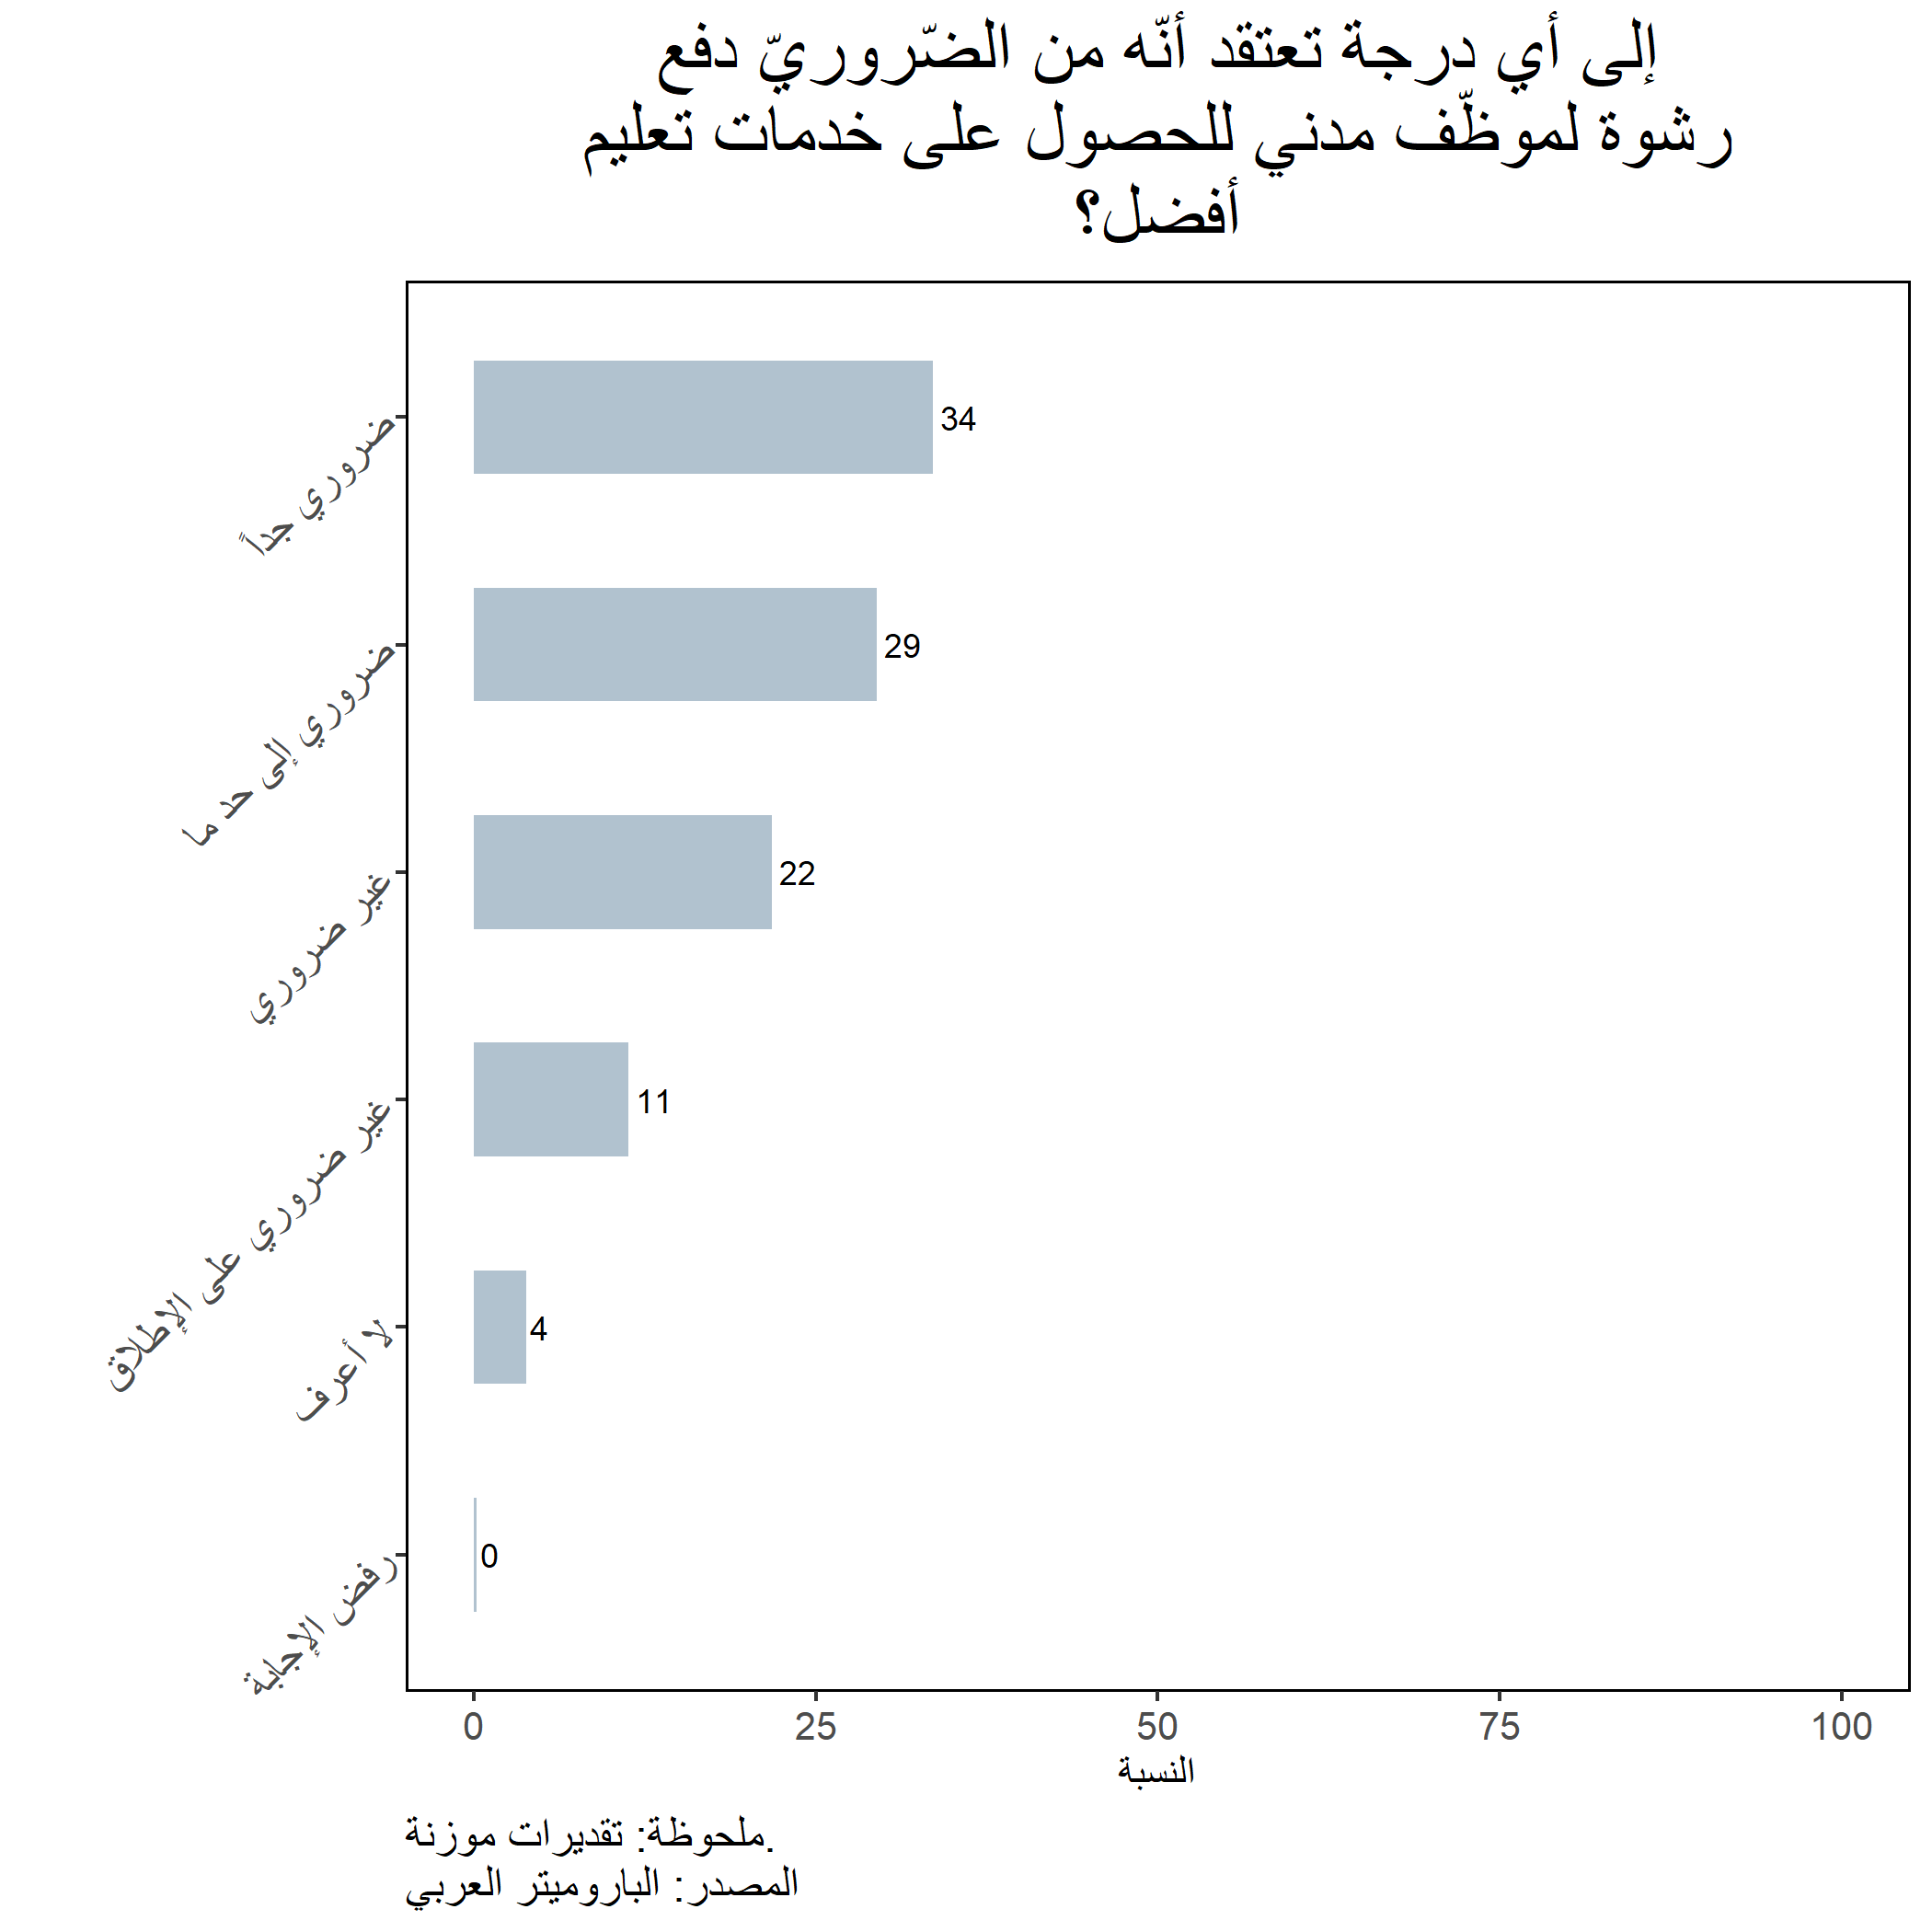 إلى أي درجة تعتقد أنّه من الضّروريّ دفع
رشوة لموظّف مدني للحصول على خدمات تعليم
أفضل؟
ضروري جداً
34
ضروري إلى حد ما
29
غير ضروري
22
غير ضروري على الإطلاق
11
لا أعرف
4
رفض الإجابة
0
0 25 50 75 100
النسبة
ملحوظة: تقديرات موزنة.
المصدر: الباروميتر العربي